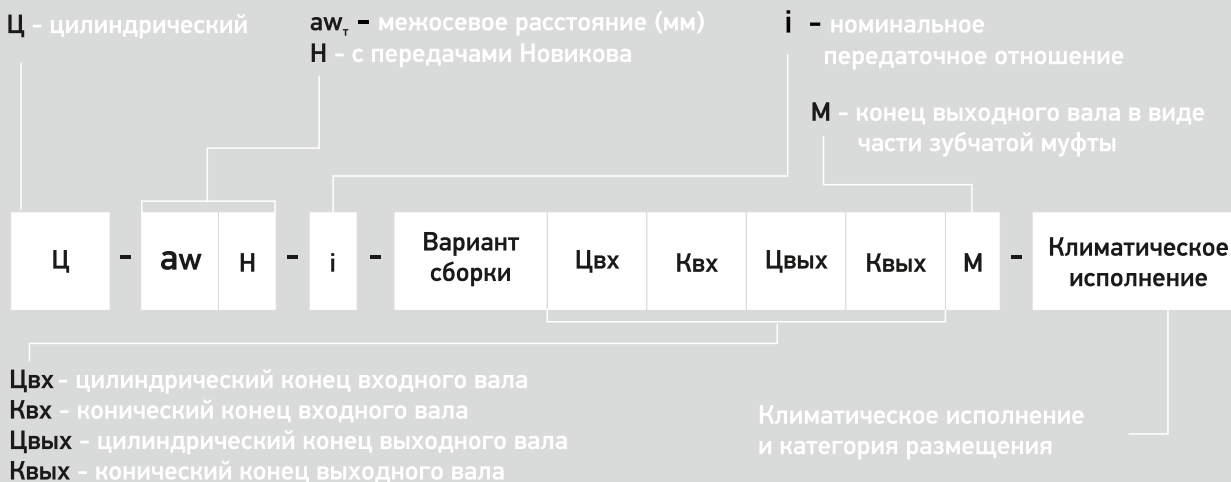 Ц - цилиндрический
aw т - межосевое расстояние (мм)
Н - с передачами Новикова
i - номинальное
передаточное отношение
М - конец выходного вала в виде
части зубчатой муфты
Ц - aw Н - i - Вариант сборки Цвх Квх Цвых Квых М - Климатическое исполнение
Цвх - цилиндрический конец входного вала
Квх - конический конец входного вала
Цвых - цилиндрический конец выходного вала
Квых - конический конец выходного вала
Климатическое исполнение
и категория размещения